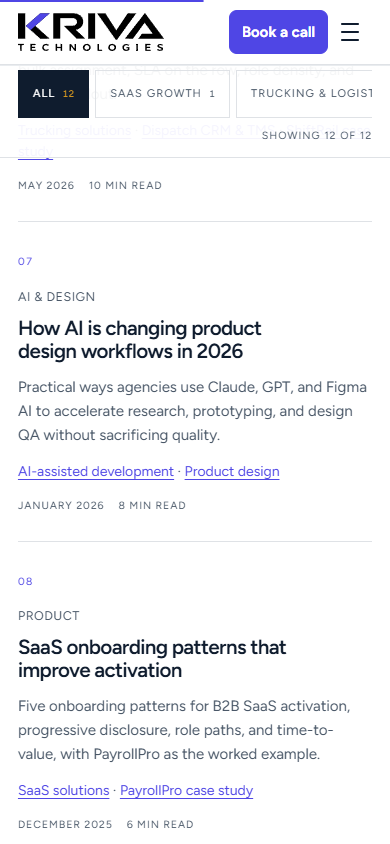 KRIVA
TECHNOLOGIES
Book a call
ALL 12
SAAS GROWTH 1
TRUCKING & LOGIST
Trucking solutions · Dispatch CRM &
SHOWING 12 OF 12
study
MAY 2026 10 MIN READ
07
AI & DESIGN
How AI is changing product
design workflows in 2026
Practical ways agencies use Claude, GPT, and Figma
AI to accelerate research, prototyping, and design
QA without sacrificing quality.
AI-assisted development · Product design
JANUARY 2026 8 MIN READ
08
PRODUCT
SaaS onboarding patterns that
improve activation
Five onboarding patterns for B2B SaaS activation,
progressive disclosure, role paths, and time-to-
value, with PayrollPro as the worked example.
SaaS solutions · PayrollPro case study
DECEMBER 2025 6 MIN READ